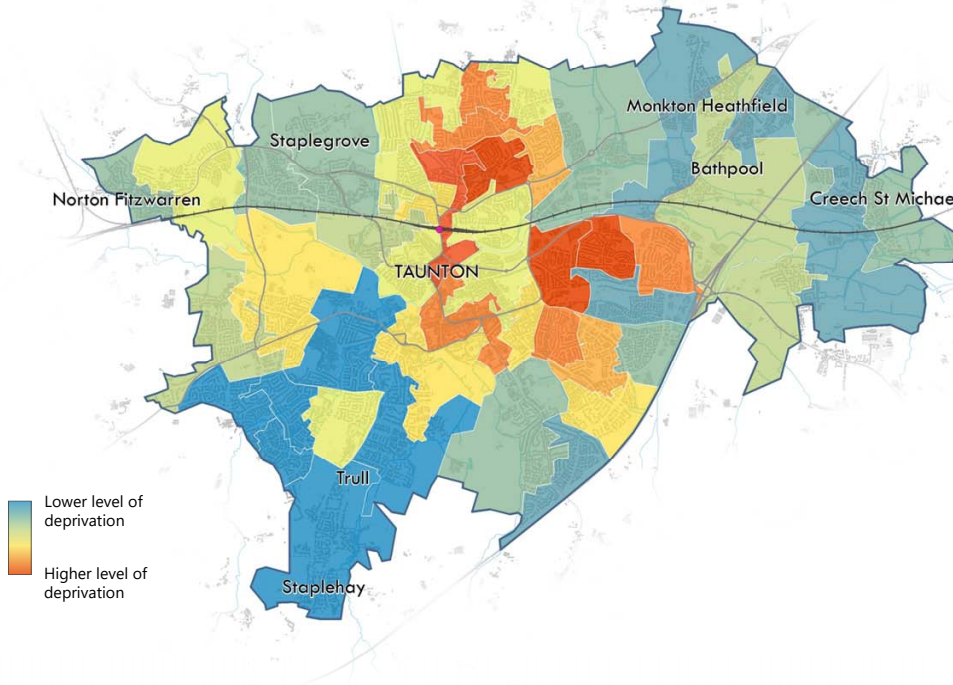 Monkton Heathfield
Staplegrove
Bathpool
Norton Fitzwarren
Creech St Michae
TAUNTON
Trull
Lower level of
deprivation
Higher level of
deprivation
Staplehay